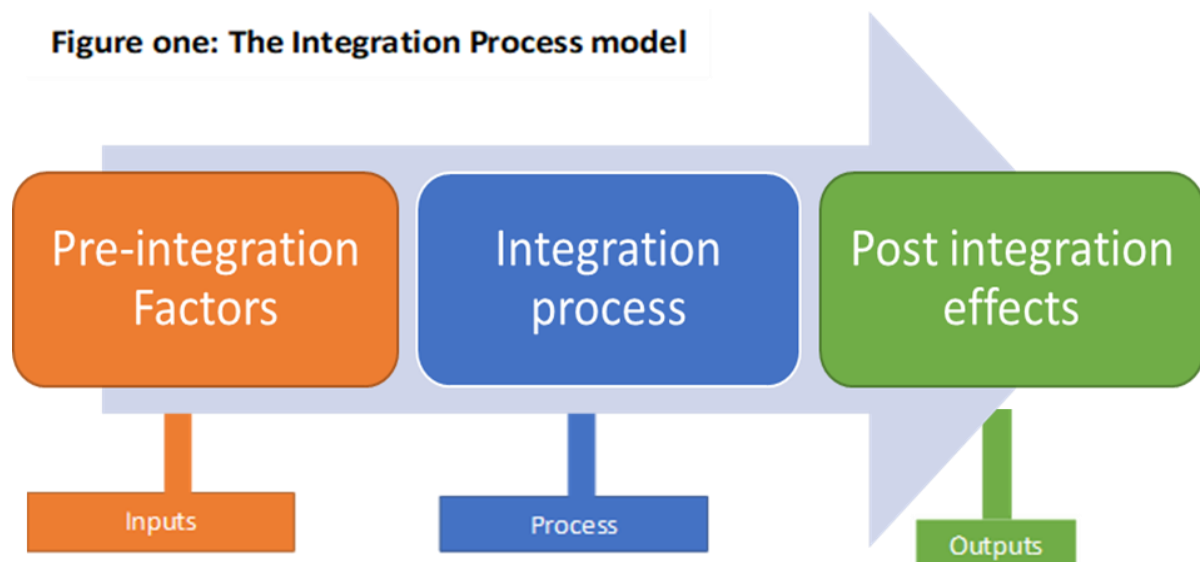 Figure one: The Integration Process model
Pre-integration
Factors
Integration
process
Post integration
effects
Inputs
Process
Outputs